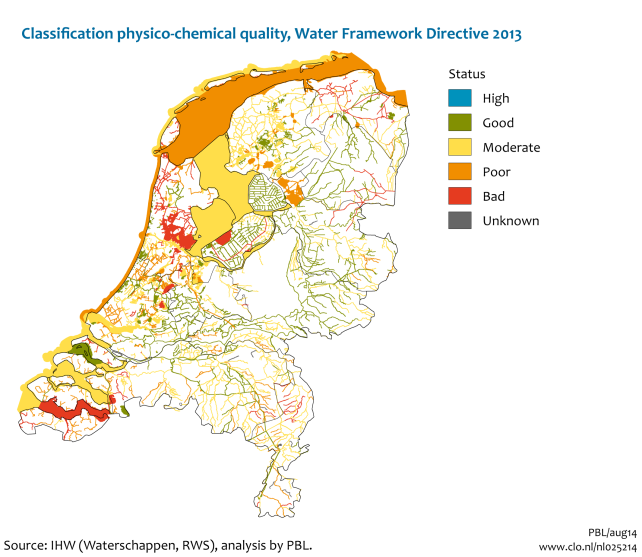 Classification physico-chemical quality, Water Framework Directive 2013
Status
High
Good
Moderate
Poor
Bad
Unknown
PBL/aug14
Source: IHW (Waterschappen, RWS), analysis by PBL.
www.clo.nl/nl025214